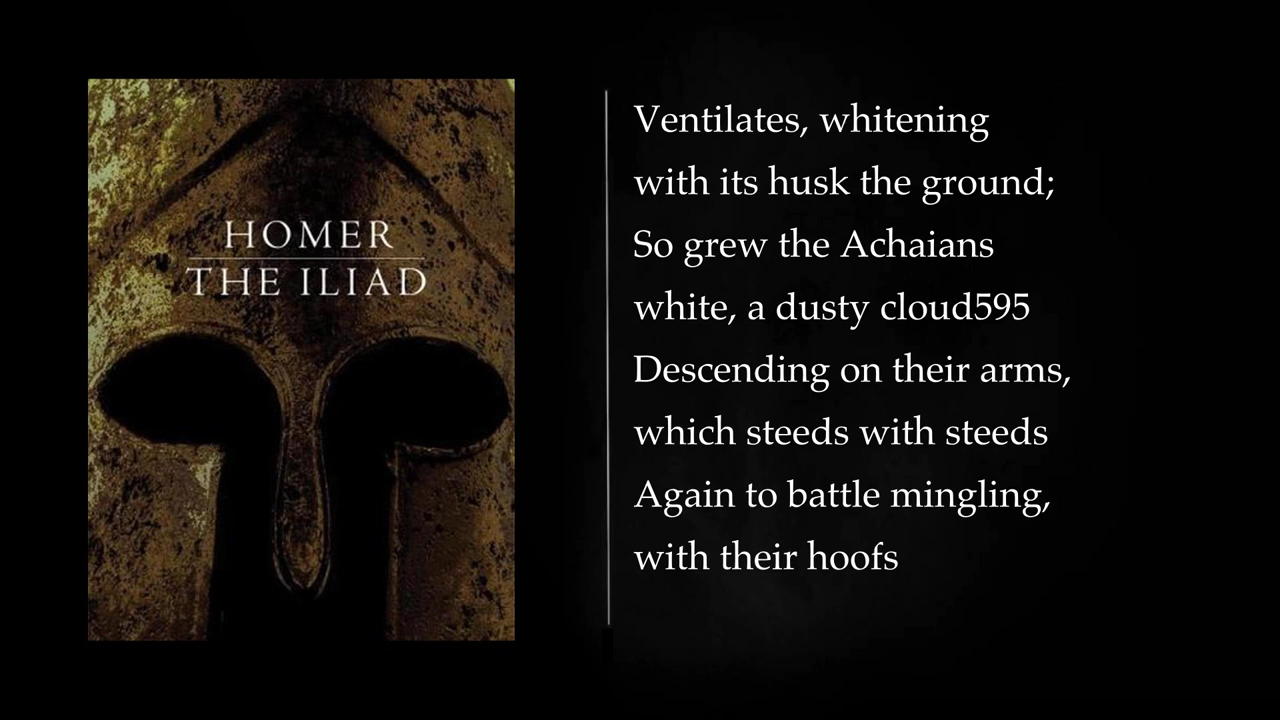 HOMER
THE ILIAD
Ventilates, whitening
with its husk the ground;
So grew the Achaians
white, a dusty cloud595
Descending on their arms,
which steeds with steeds
Again to battle mingling,
with their hoofs